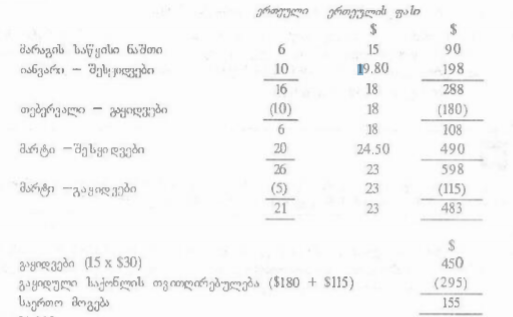 ერთეული ერთეულის ფასი
$ $
მარაგის საწყისი ნაშთი 6 15 90
იანვარი – შესყიდვები 10 19.80 198
16 18 288
თებერვალი – გაყიდვები (10) 18 (180)
6 18 108
მარტი –შესყიდვები 20 24.50 490
26 23 598
მარტი –გაყიდვები (5) 23 (115)
21 23 483
$
გაყიდვები (15 x $30) 450
გაყიდული საქონლის თვითღირებულება ($180 + $115) (295)
საერთო მოგება 155